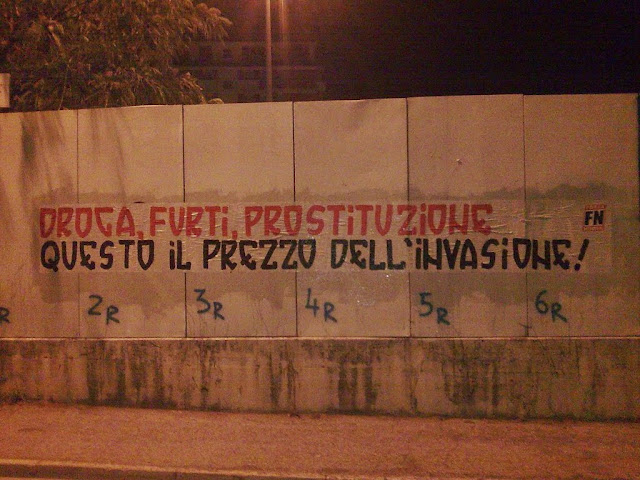 DROGA, FURTI, PROSTITUZIONE
QUESTO IL PREZZO DELL'INVASIONE!
FN
R 2R 3R 4R 5R 6R